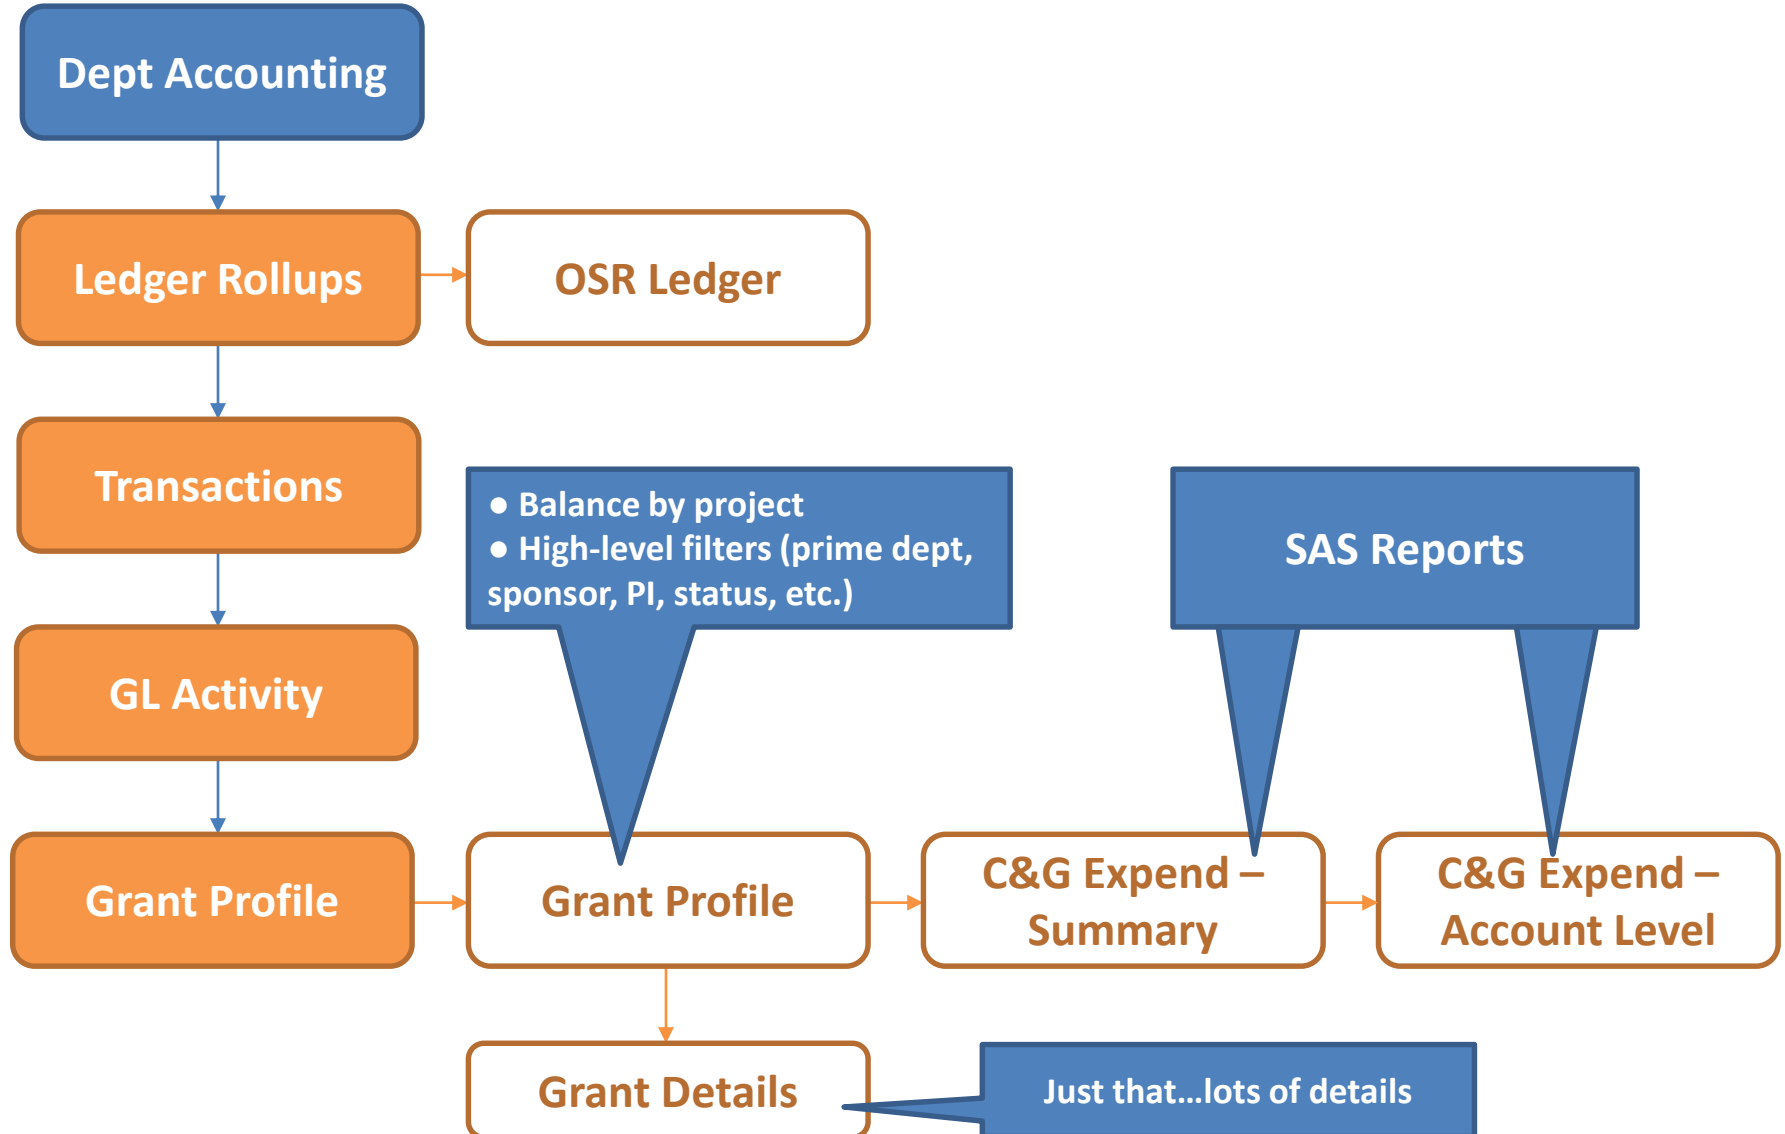 Dept Accounting
Ledger Rollups
OSR Ledger
Transactions
● Balance by project
● High-level filters (prime dept,
sponsor, PI, status, etc.)
SAS Reports
GL Activity
Grant Profile
Grant Profile
C&G Expend –
Summary
C&G Expend –
Account Level
Grant Details
Just that...lots of details